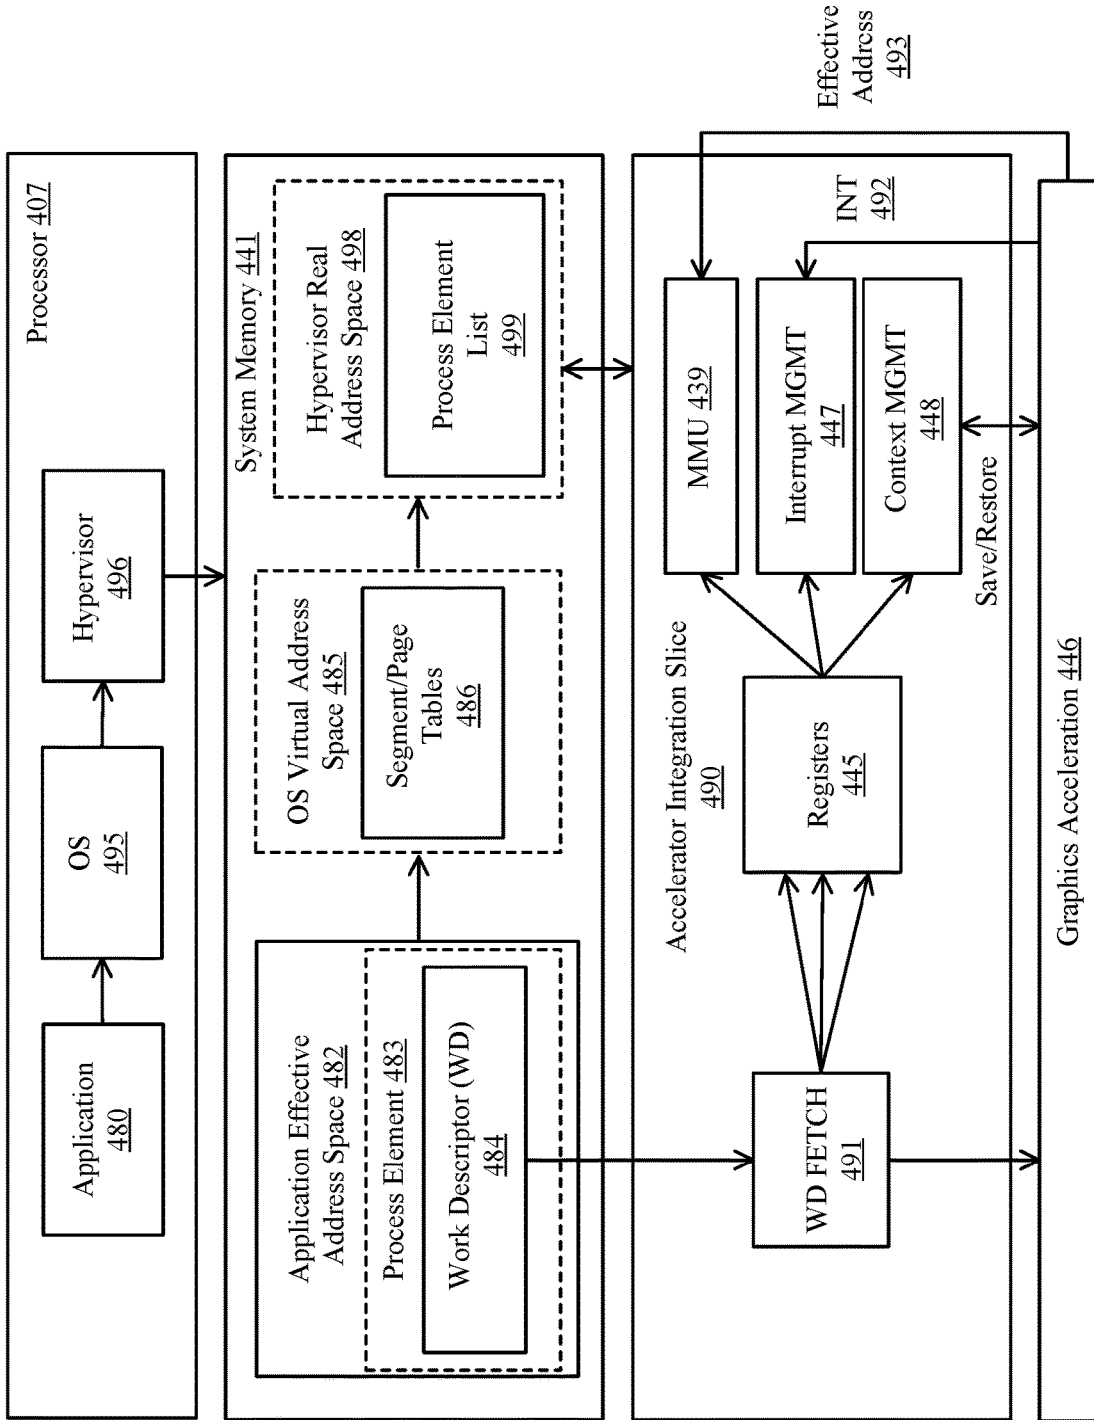 Processor 407
Application
480
OS
495
Hypervisor
496
System Memory 441
Application Effective
Address Space 482
Process Element 483
Work Descriptor (WD)
484
OS Virtual Address
Space 485
Segment/Page
Tables
486
Hypervisor Real
Address Space 498
Process Element
List
499
Accelerator Integration Slice
490
WD FETCH
491
Registers
445
MMU 439
Interrupt MGMT
447
Context MGMT
448
Save/Restore
INT
492
Effective
Address
493
Graphics Acceleration 446